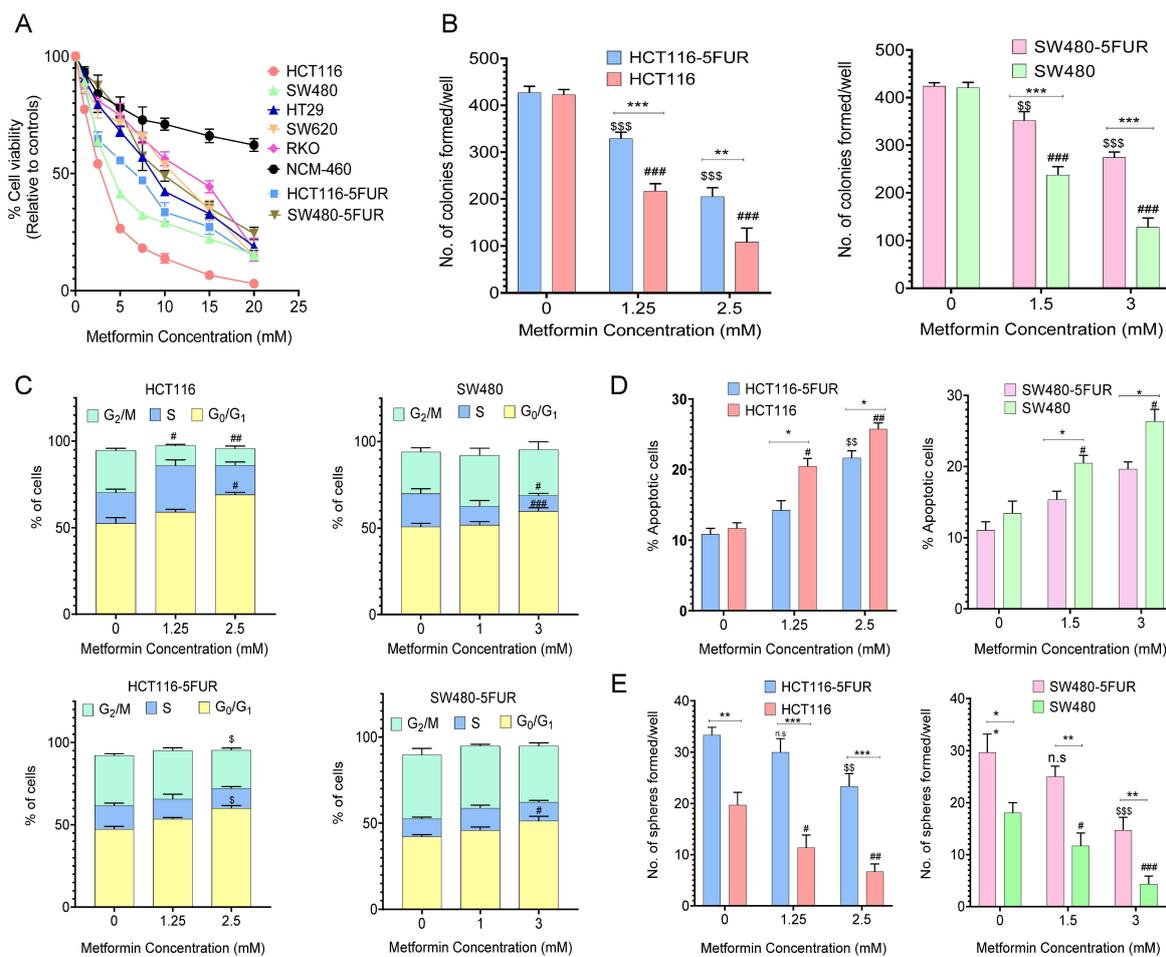 A
% Cell viability
(Relative to controls)
100
50
0
0 5 10 15 20 25
Metformin Concentration (mM)
HCT116
SW480
HT29
SW620
RKO
NCM-460
HCT116-5FUR
SW480-5FUR
B
No. of colonies formed/well
500
400
300
200
100
0
HCT116-5FUR
HCT116
***
$$$
###
**
$$$
###
0 1.25 2.5
Metformin Concentration (mM)
No. of colonies formed/well
500
400
300
200
100
0
SW480-5FUR
SW480
***
$$
###
***
$$$
###
0 1.5 3
Metformin Concentration (mM)
C
HCT116
G2/M S G0/G1
% of cells
100
50
0
# ##
#
0 1.25 2.5
Metformin Concentration (mM)
SW480
G2/M S G0/G1
% of cells
100
50
0
#
###
0 1 3
Metformin Concentration (mM)
HCT116-5FUR
G2/M S G0/G1
% of cells
100
50
0
$
$
0 1.25 2.5
Metformin Concentration (mM)
SW480-5FUR
G2/M S G0/G1
% of cells
100
50
0
#
0 1 3
Metformin Concentration (mM)
D
% Apoptotic cells
30
20
10
0
HCT116-5FUR
HCT116
*
#
*
$$
##
0 1.25 2.5
Metformin Concentration (mM)
% Apoptotic cells
30
20
10
0
SW480-5FUR
SW480
*
#
*
#
0 1.5 3
Metformin Concentration (mM)
E
No. of spheres formed/well
40
30
20
10
0
HCT116-5FUR
HCT116
**
***
n.s
#
***
$$
##
0 1.25 2.5
Metformin Concentration (mM)
No. of spheres formed/well
40
30
20
10
0
SW480-5FUR
SW480
*
*
**
n.s
#
**
$$$
###
0 1.5 3
Metformin Concentration (mM)